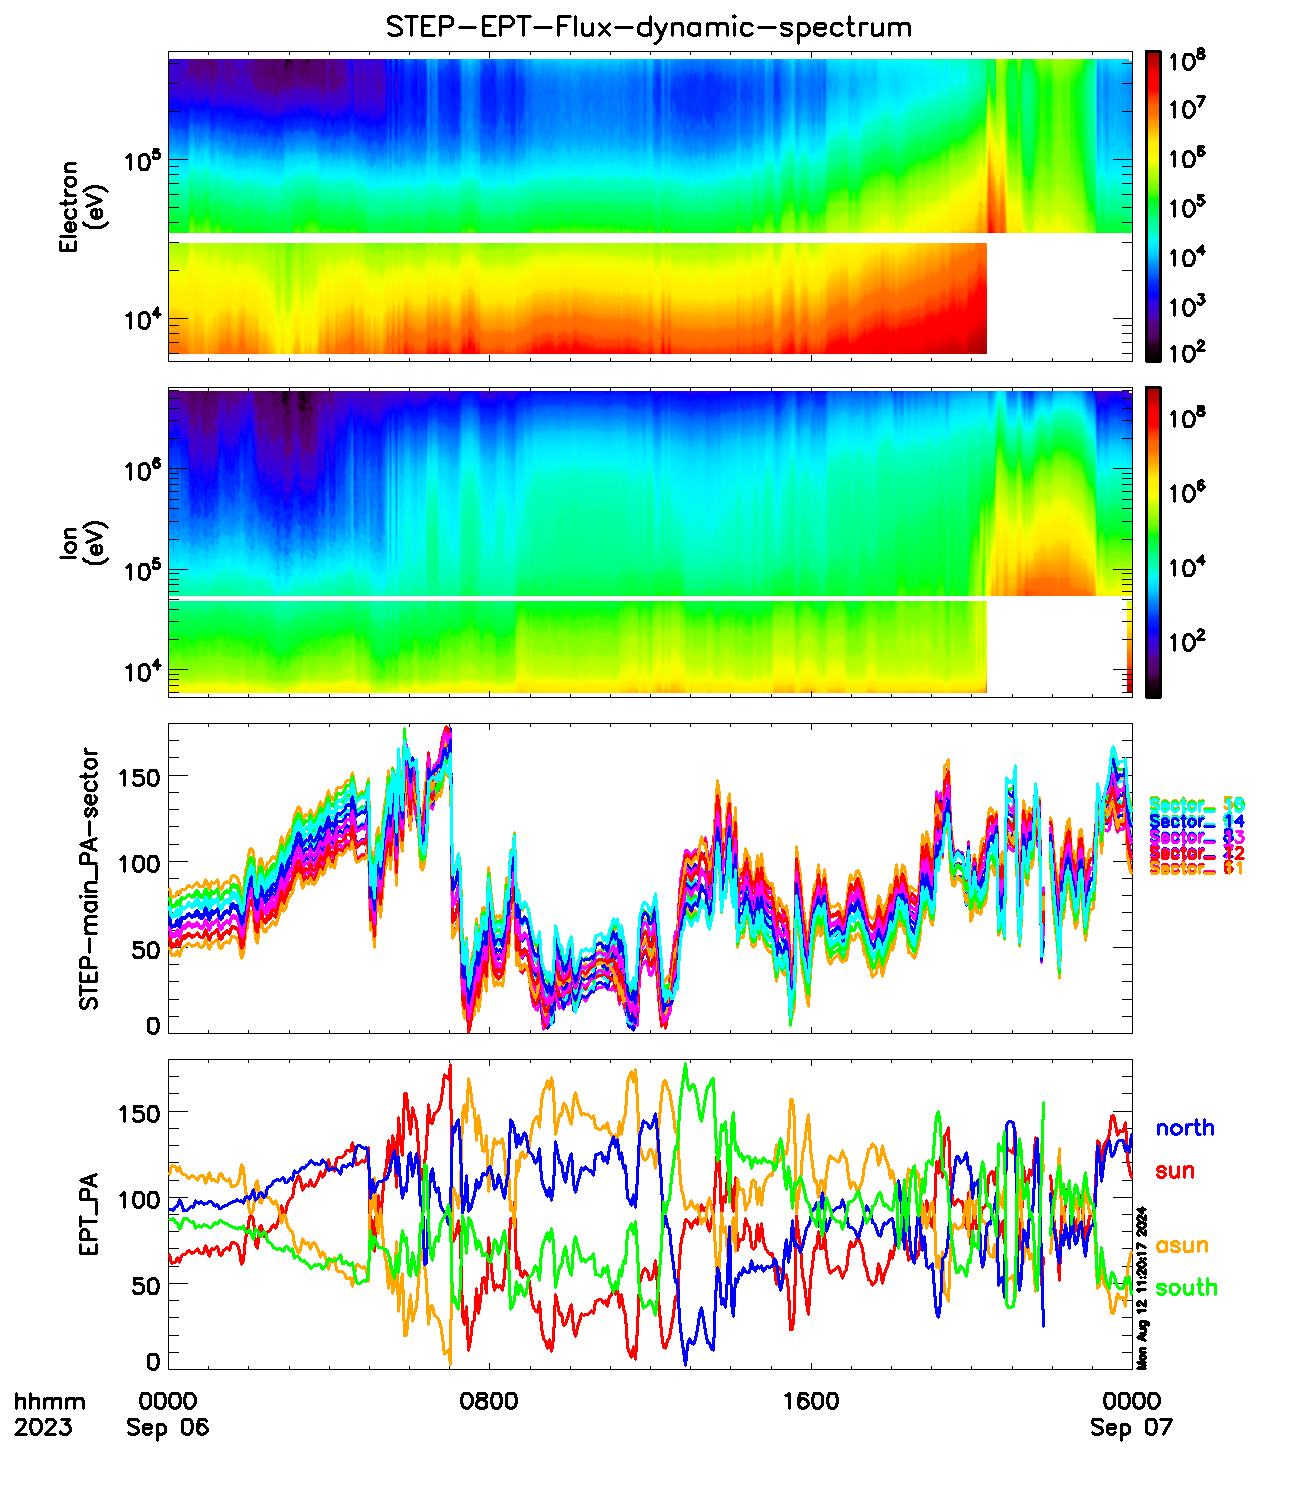 STEP-EPT-Flux-dynamic-spectrum
Electron
(eV)
10^5
10^4
10^8
10^7
10^6
10^5
10^4
10^3
10^2
Ion
(eV)
10^6
10^5
10^4
10^8
10^6
10^4
10^2
STEP-main_PA-sector
150
100
50
0
Sector_
Sector_ 14
Sector_
Sector_
Sector_
EPT_PA
150
100
50
0
north
sun
asun
south
Mon Aug 12 11:20:17 2024
hhmm 0000 0800 1600 0000
2023 Sep 06 Sep 07